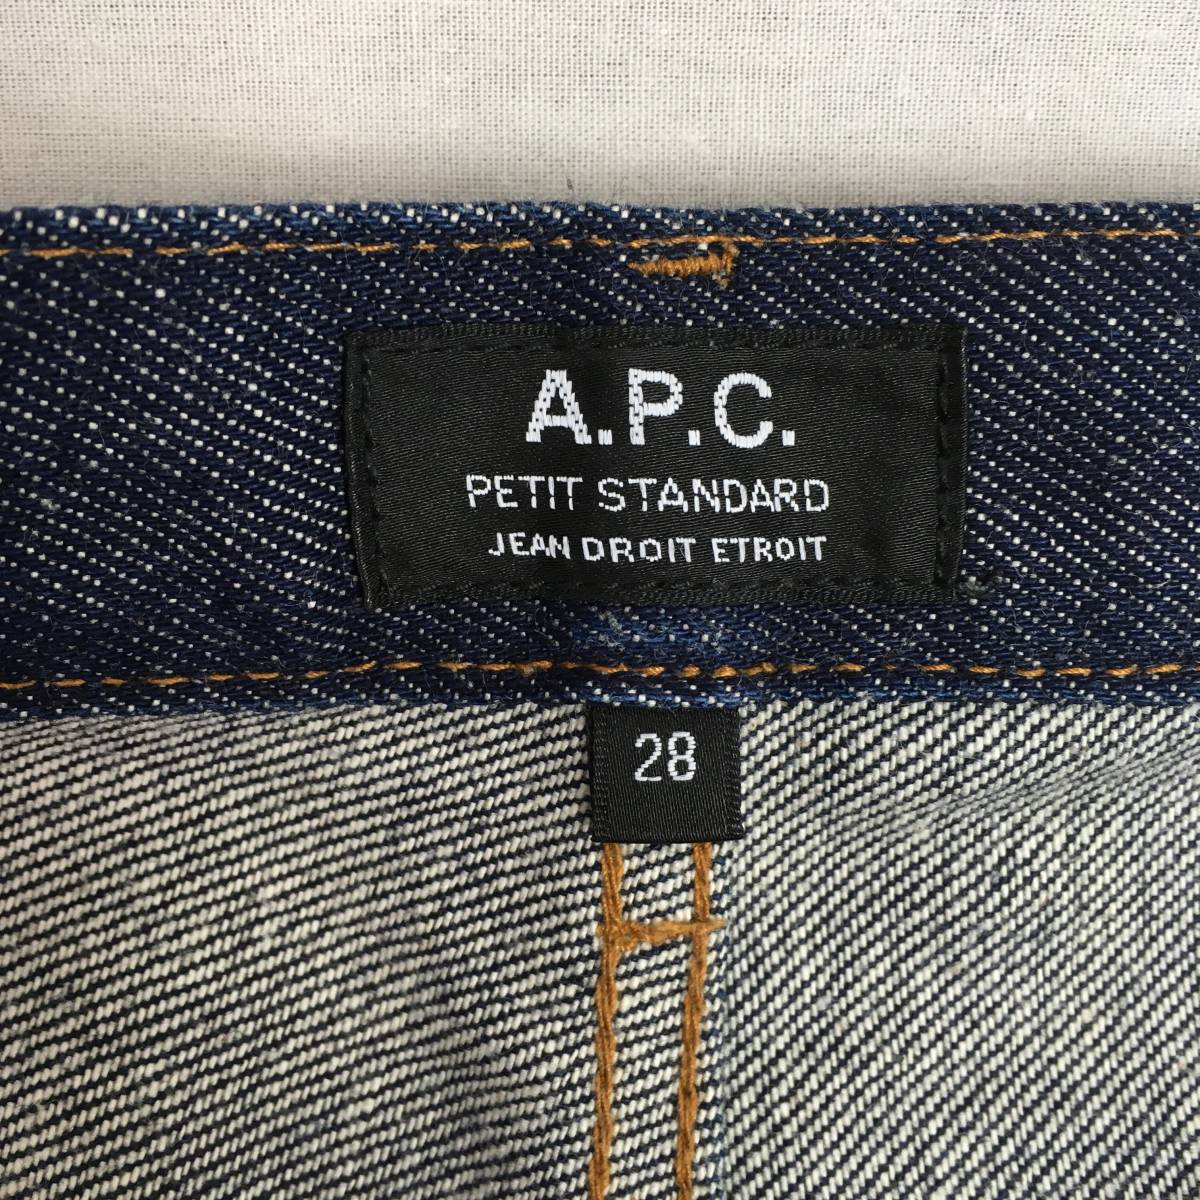 A.P.C.
PETIT STANDARD
JEAN DROIT ETROIT
28